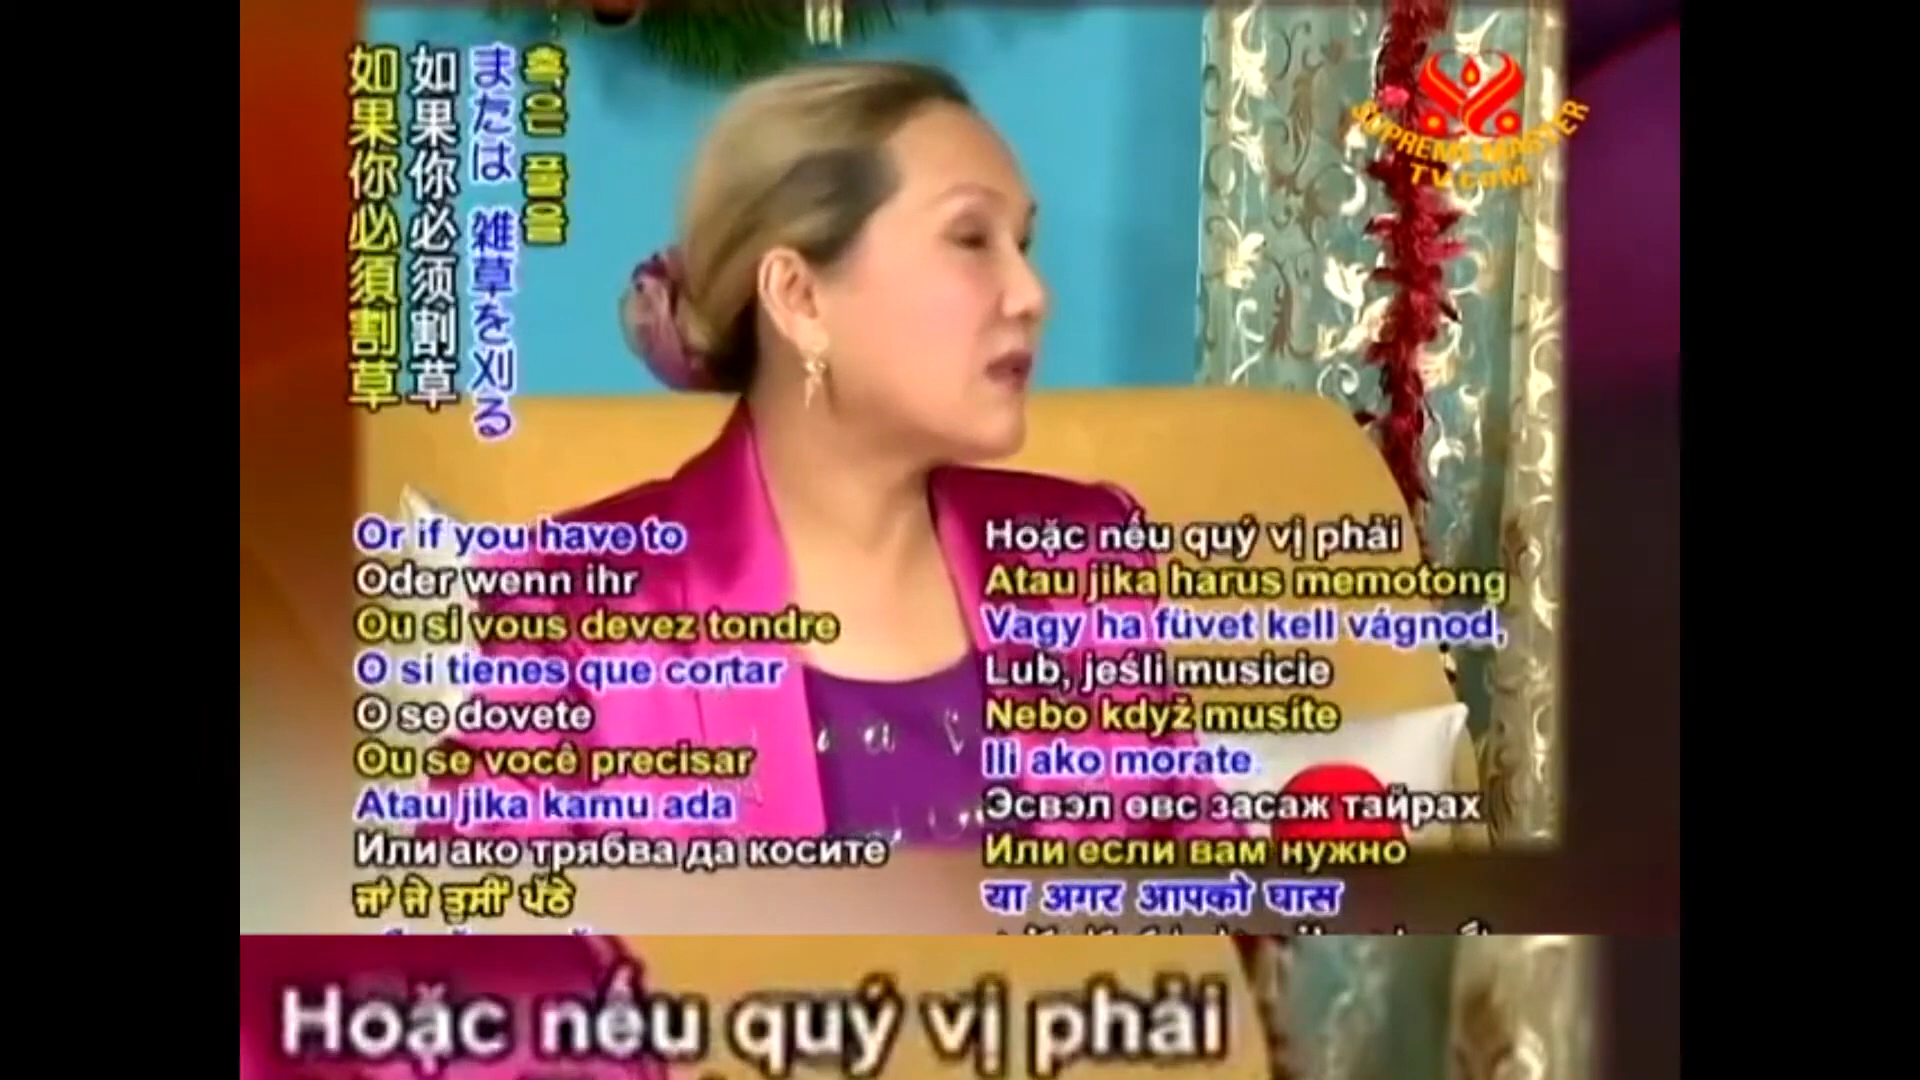 혹은 풀을
または 雑草を刈る
如果你必须割草
如果你必須割草
SUPREME MASTER
TV.COM
Or if you have to
Oder wenn ihr
Ou si vous devez tondre
O si tienes que cortar
O se dovete
Ou se você precisar
Atau jika kamu ada
Или ако трябва да косите
ਜਾਂ ਜੇ ਤੁਸੀਂ ਪੱਠੇ
Hoặc nếu quý vị phải
Atau jika harus memotong
Vagy ha füvet kell vágnod,
Lub, jeśli musicie
Nebo když musíte
Ili ako morate
Эсвэл өвс засаж тайрах
Или если вам нужно
या अगर आपको घास
Hoặc nếu quý vị phải